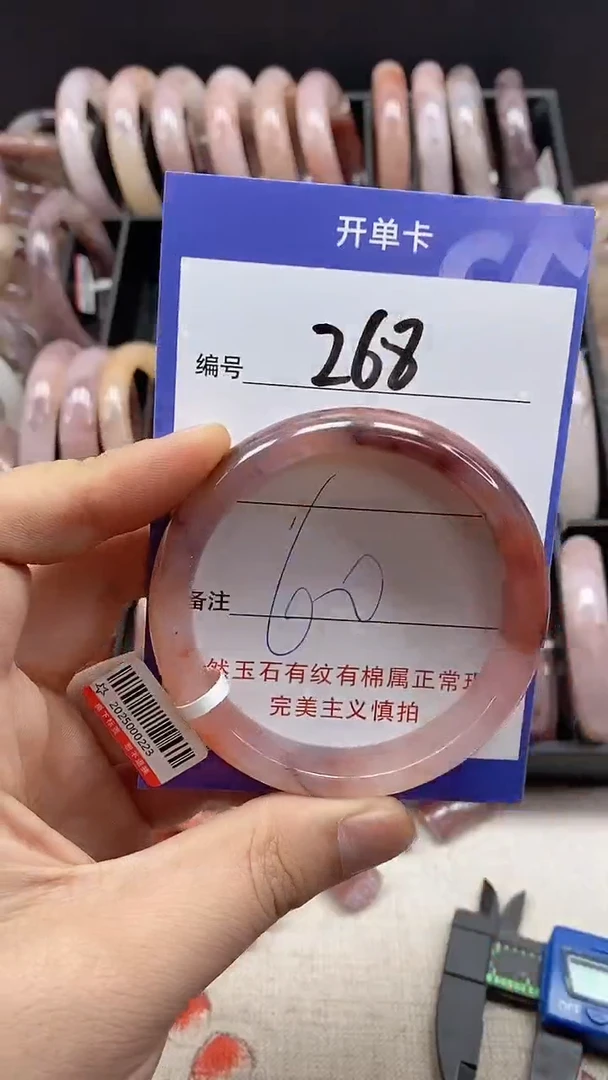 开单卡
编号 268
60
备注
然玉石有纹有棉属正常现
完美主义慎拍
2025000223